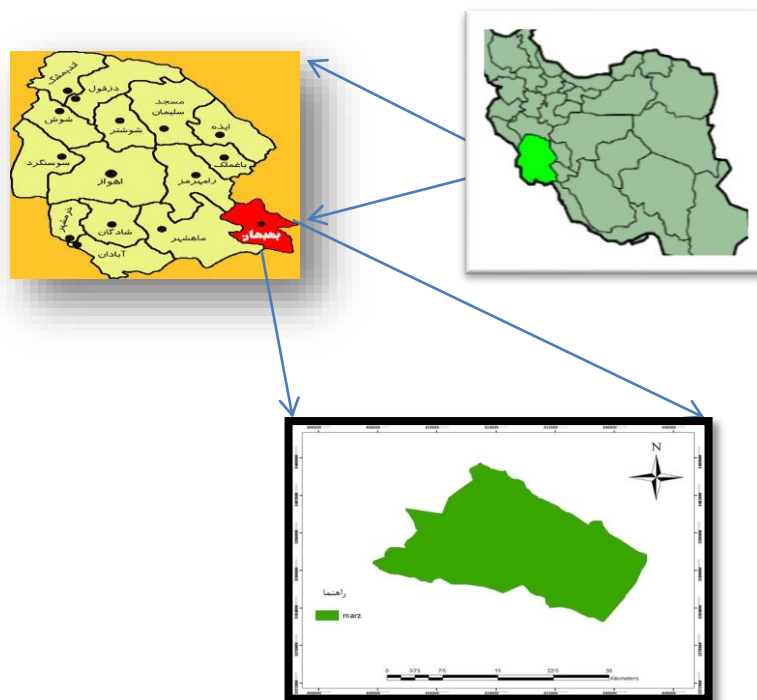 اندیمشک
دزفول
شوش
شوشتر
مسجد
سلیمان
ایذه
سوسنگرد
اهواز
رامهرمز
باغملک
خرمشهر
شادگان
ماهشهر
بهبهان
آبادان
N
راهنما
marz
0 3/75 7/5 15 22/5 30
Kilometers